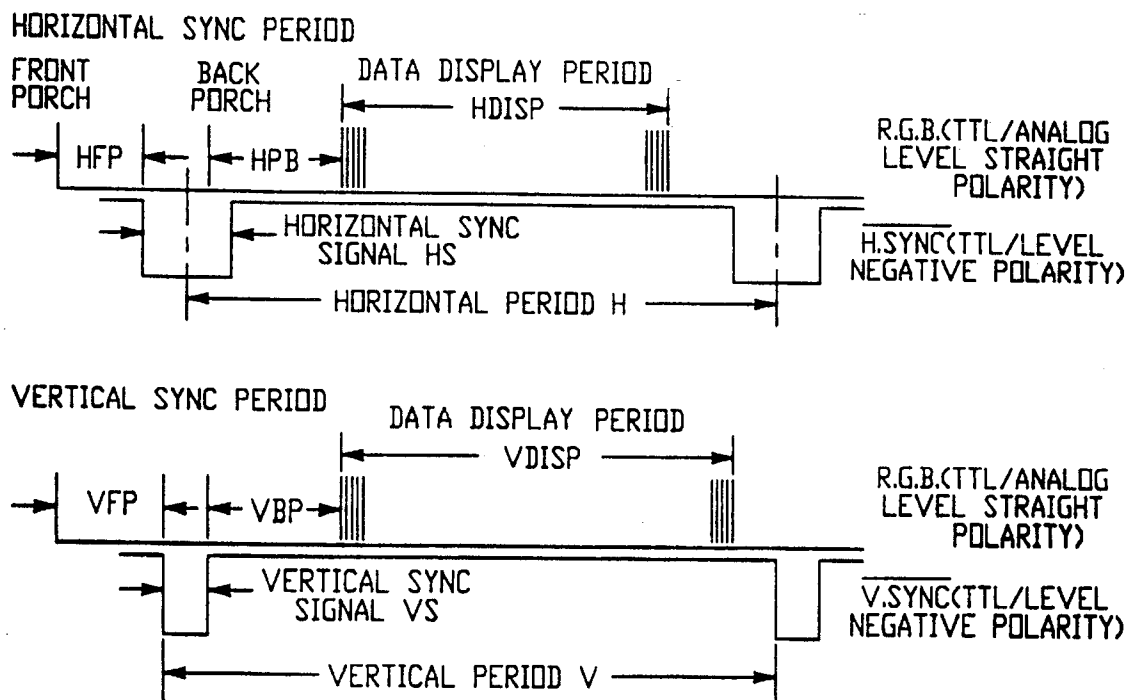 HORIZONTAL SYNC PERIOD
FRONT PORCH
BACK PORCH
DATA DISPLAY PERIOD
HDISP
HFP
HPB
R.G.B.(TTL/ANALOG
LEVEL STRAIGHT
POLARITY)
HORIZONTAL SYNC
SIGNAL HS
H.SYNC(TTL/LEVEL
NEGATIVE POLARITY)
HORIZONTAL PERIOD H
VERTICAL SYNC PERIOD
DATA DISPLAY PERIOD
VDISP
VFP
VBP
R.G.B.(TTL/ANALOG
LEVEL STRAIGHT
POLARITY)
VERTICAL SYNC
SIGNAL VS
V.SYNC(TTL/LEVEL
NEGATIVE POLARITY)
VERTICAL PERIOD V